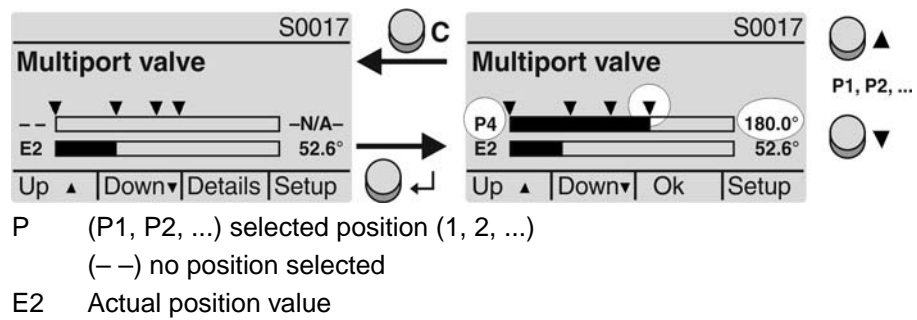 S0017
Multiport valve
– – –N/A–
E2 52.6°
Up ▲ Down▼ Details Setup
C
↵
S0017
Multiport valve
P4 180.0°
E2 52.6°
Up ▲ Down▼ Ok Setup
▲
P1, P2, ...
▼
P (P1, P2, ...) selected position (1, 2, ...)
(– –) no position selected
E2 Actual position value